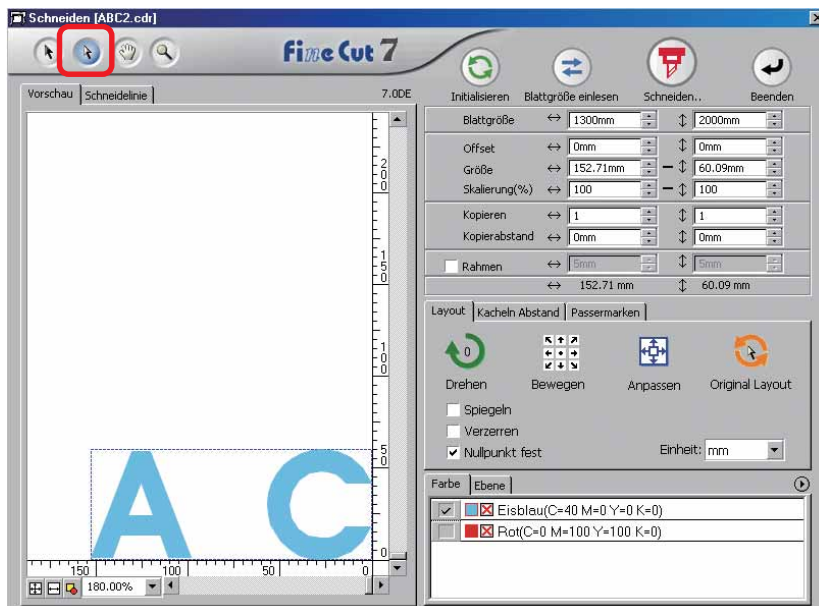 Schneiden [ABC2.cdr]
Fine Cut 7
Initialisieren Blattgröße einlesen Schneiden.. Beenden
Vorschau Schneidelinie 7.0DE
Blattgröße 1300mm 2000mm
Offset 0mm 0mm
Größe 152.71mm 60.09mm
Skalierung(%) 100 100
Kopieren 1 1
Kopierabstand 0mm 0mm
Rahmen 5mm 5mm
152.71 mm 60.09 mm
Layout Kacheln Abstand Passermarken
0
Drehen Bewegen Anpassen Original Layout
Spiegeln
Verzerren
Nullpunkt fest Einheit: mm
Farbe Ebene
Eisblau(C=40 M=0 Y=0 K=0)
Rot(C=0 M=100 Y=100 K=0)
200
150
100
50
0
A C
150 100 50 0
180.00%